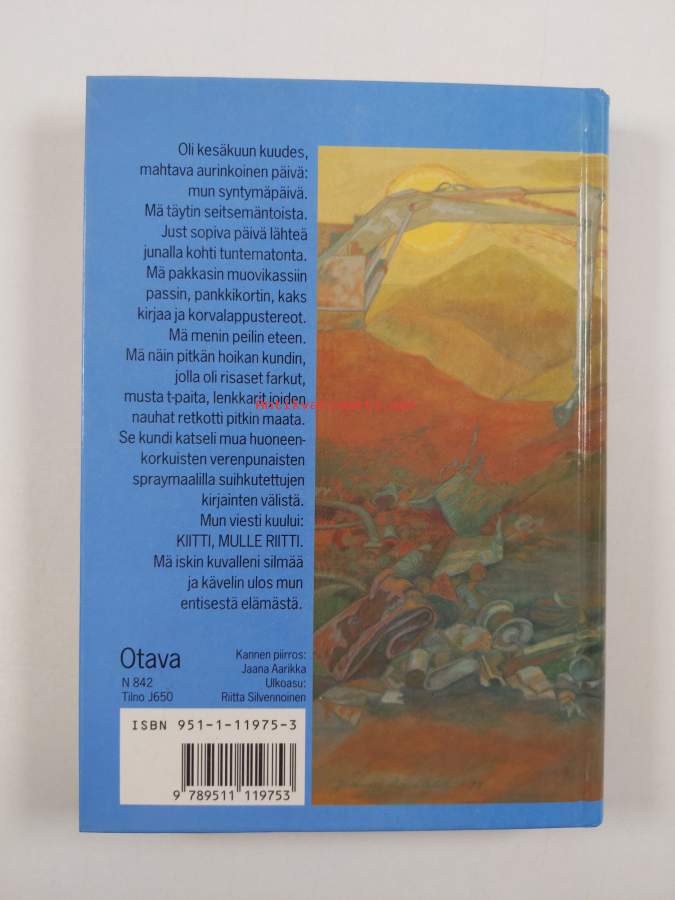 Oli kesäkuun kuudes,
mahtava aurinkoinen päivä:
mun syntymäpäivä.
Mä täytin seitsemäntoista.
Just sopiva päivä lähteä
junalla kohti tuntematonta.
Mä pakkasin muovikassiin
passin, pankkikortin, kaks
kirjaa ja korvalappustereot.
Mä menin peilin eteen.
Mä näin pitkän hoikan kundin,
jolla oli risaset farkut,
musta t-paita, lenkkarit joiden
nauhat retkotti pitkin maata.
Se kundi katseli mua huoneen-
korkuisten verenpunaisten
spraymaalilla suihkutettujen
kirjainten välistä.
Mun viesti kuului:
KIITTI, MULLE RIITTI.
Mä iskin kuvalleni silmää
ja kävelin ulos mun
entisestä elämästä.
Otava
N 842
Tilno J650
Kannen piirros:
Jaana Aarikka
Ulkoasu:
Riitta Silvennoinen
ISBN 951-1-11975-3
9 789511 119753